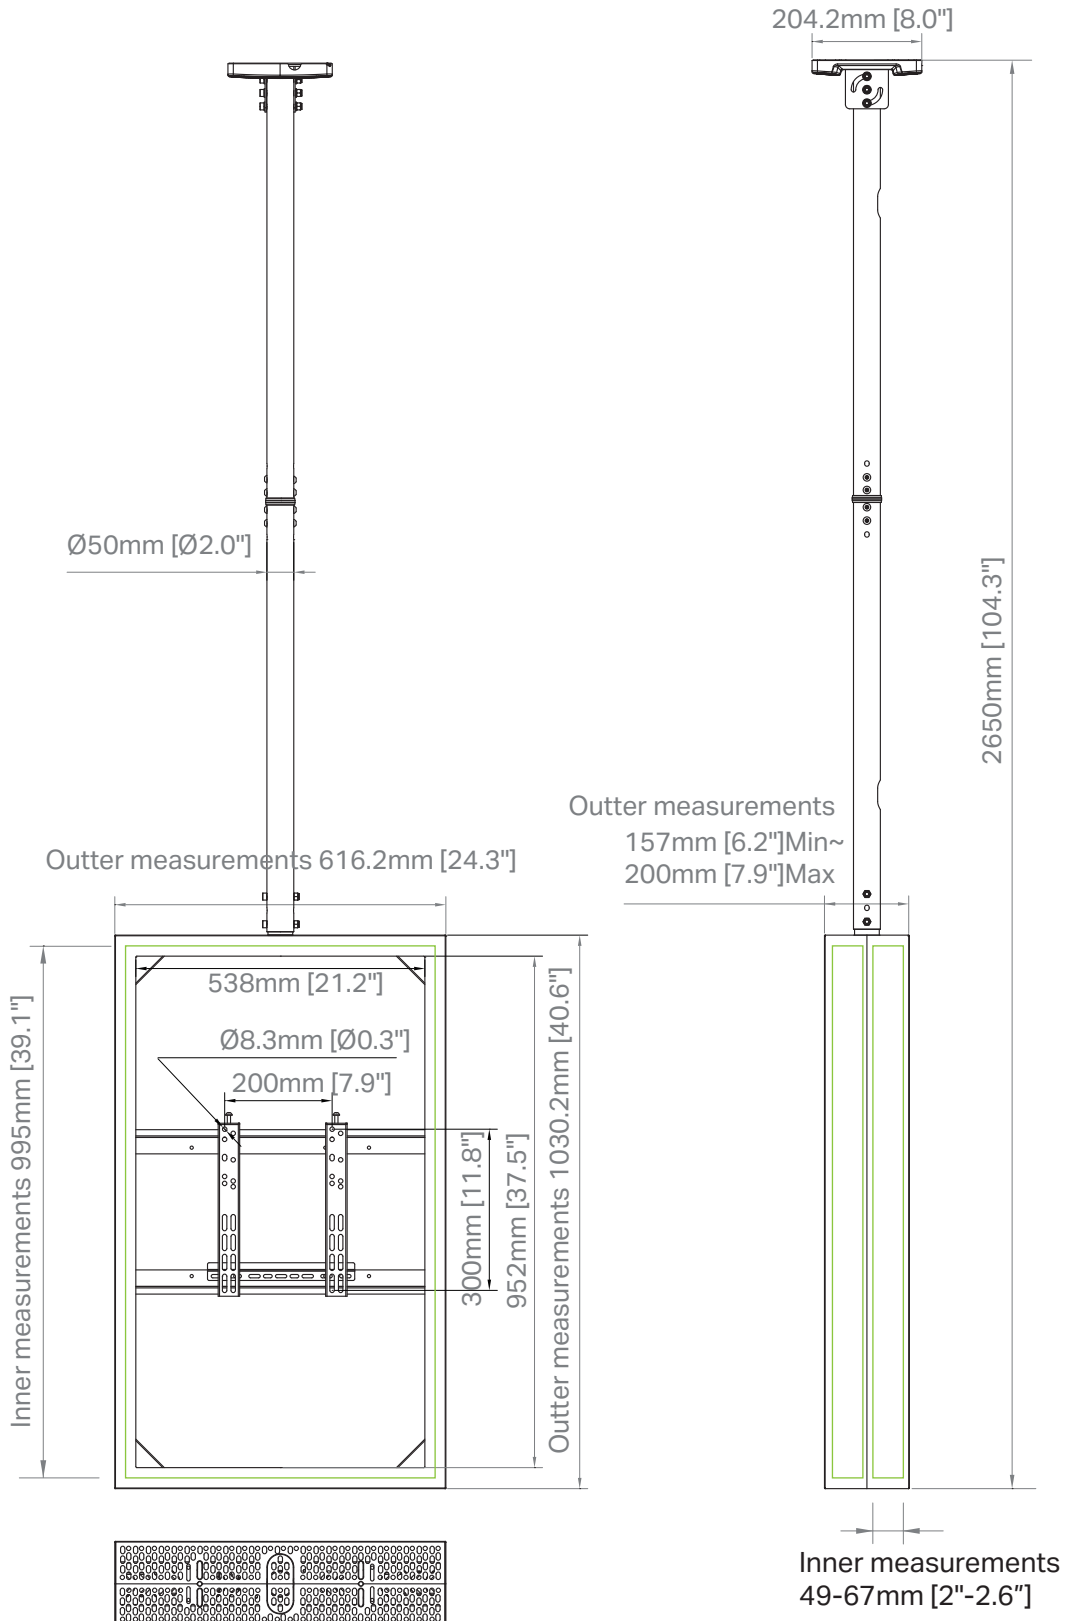 204.2mm [8.0"]
Ø50mm [Ø2.0"]
2650mm [104.3"]
Outter measurements
157mm [6.2"]Min~
200mm [7.9"]Max
Outter measurements 616.2mm [24.3"]
538mm [21.2"]
Ø8.3mm [Ø0.3"]
200mm [7.9"]
Inner measurements 995mm [39.1"]
300mm [11.8"]
952mm [37.5"]
Outter measurements 1030.2mm [40.6"]
Inner measurements
49-67mm [2"-2.6"]